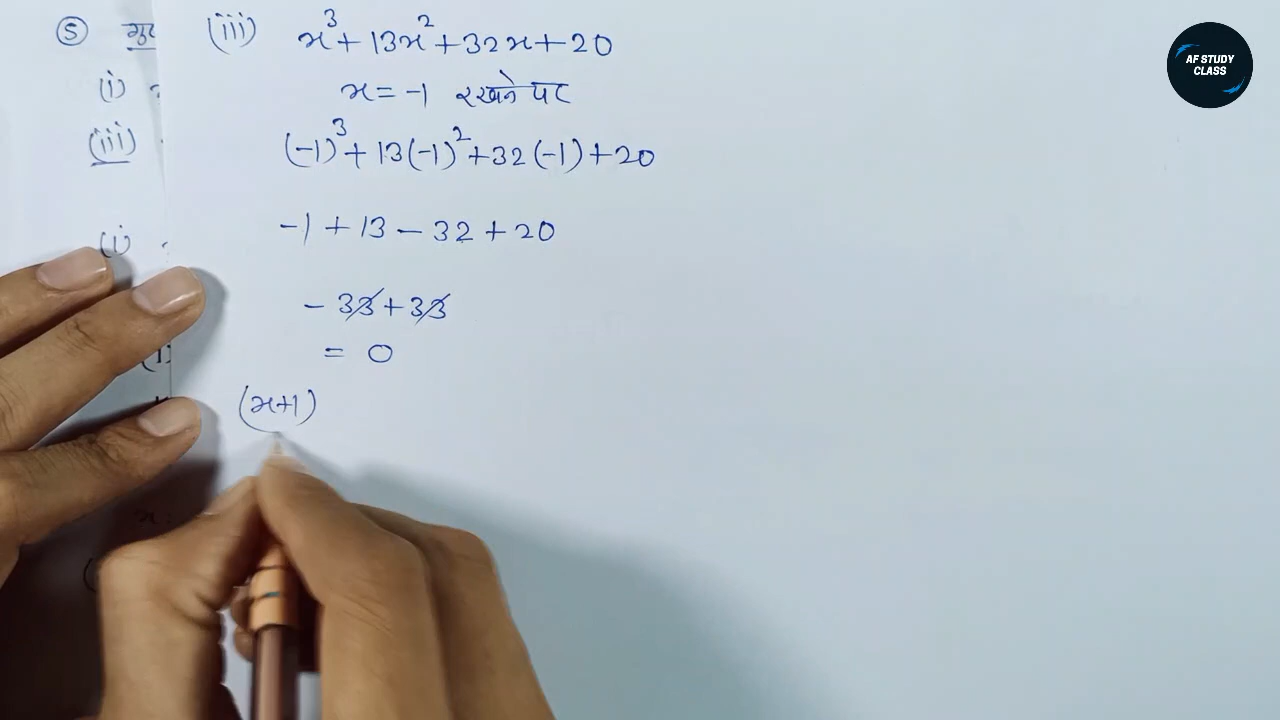 ⑤
(iii) x³ + 13x² + 32x + 20
(i)
x = -1 रखने पर
(iii)
(-1)³ + 13(-1)² + 32(-1) + 20
(i)
-1 + 13 - 32 + 20
- 33 + 33
= 0
(x+1)
AF STUDY
CLASS